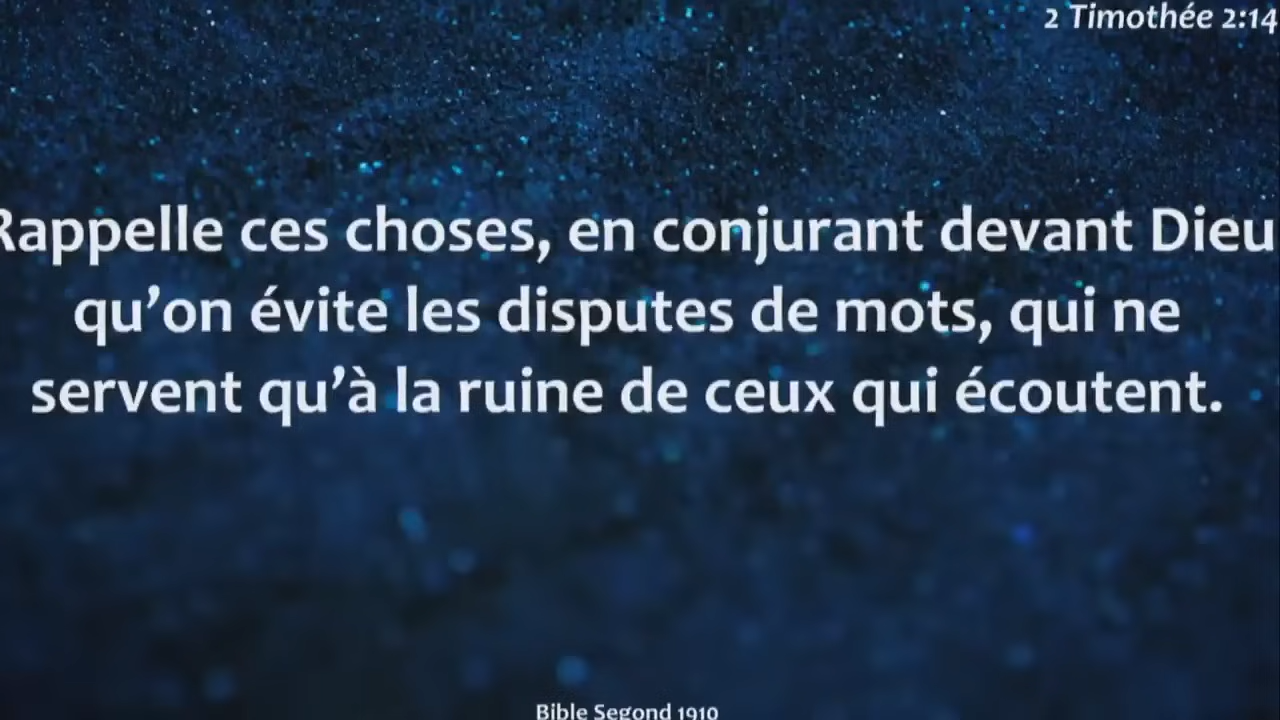 2 Timothée 2:14
Rappelle ces choses, en conjurant devant Dieu
qu’on évite les disputes de mots, qui ne
servent qu’à la ruine de ceux qui écoutent.
Bible Segond 1910